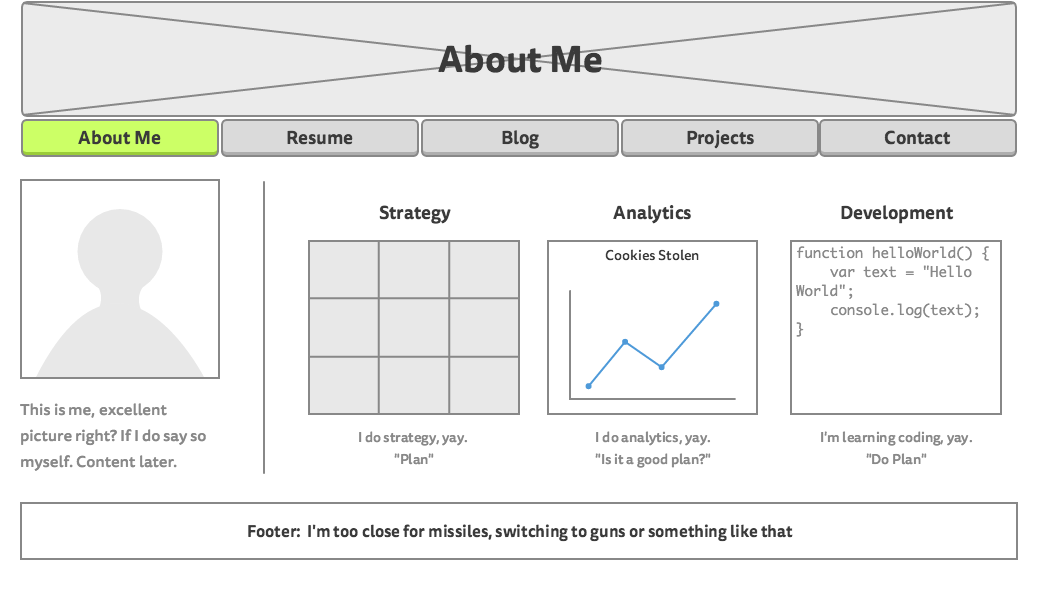 About Me
About Me
Resume
Blog
Projects
Contact
This is me, excellent
picture right? If I do say so
myself. Content later.
Strategy
I do strategy, yay.
"Plan"
Analytics
Cookies Stolen
I do analytics, yay.
"Is it a good plan?"
Development
function helloWorld() {
    var text = "Hello
World";
    console.log(text);
}
I'm learning coding, yay.
"Do Plan"
Footer:  I'm too close for missiles, switching to guns or something like that